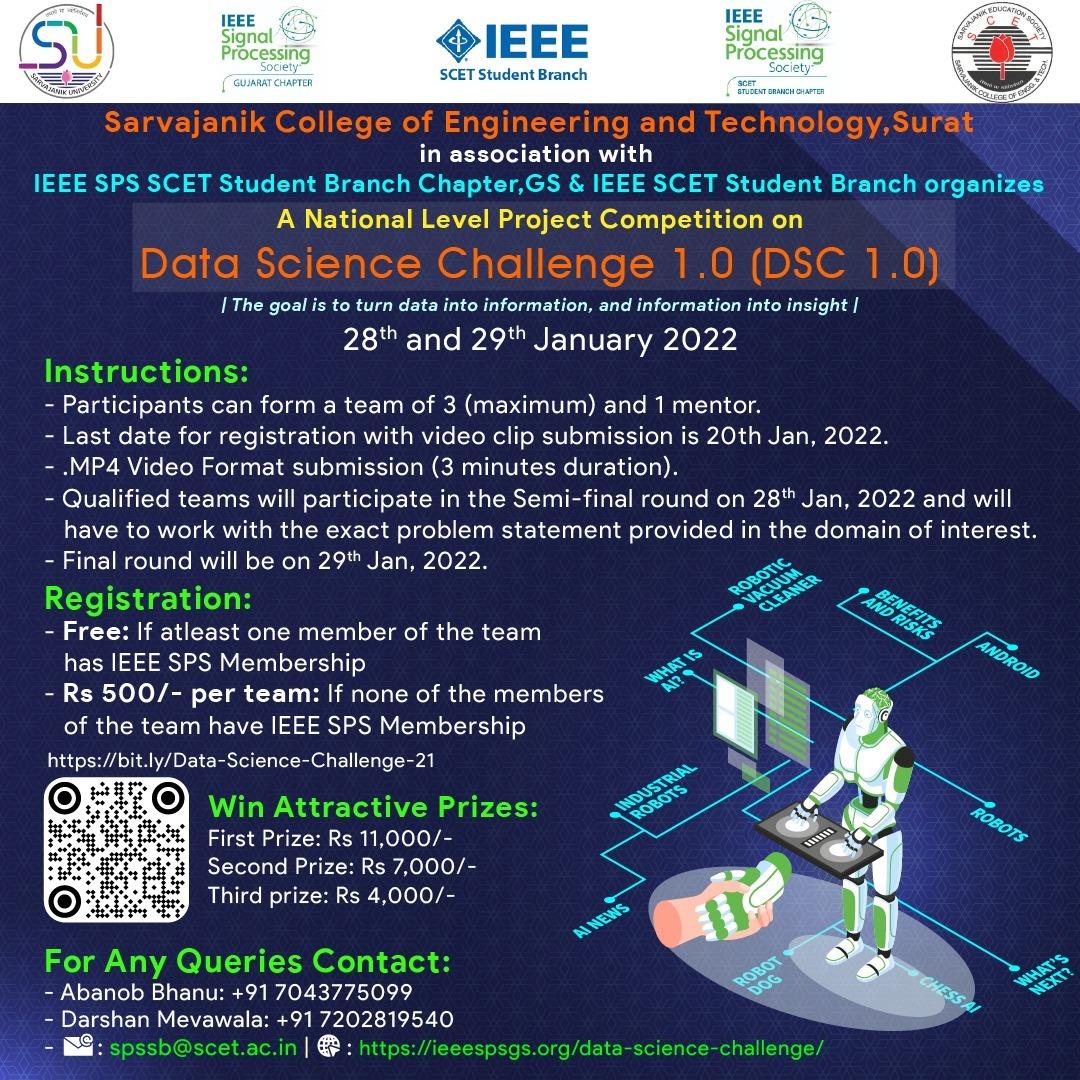 SU
SARVAJANIK UNIVERSITY
IEEE
Signal
Processing
Society
GUJARAT CHAPTER
IEEE
SCET Student Branch
IEEE
Signal
Processing
Society
SCET
STUDENT BRANCH CHAPTER
SARVAJANIK EDUCATION SOCIETY
S C E T
SARVAJANIK COLLEGE OF ENGG. & TECH.
Sarvajanik College of Engineering and Technology,Surat
in association with
IEEE SPS SCET Student Branch Chapter,GS & IEEE SCET Student Branch organizes
A National Level Project Competition on
Data Science Challenge 1.0 (DSC 1.0)
| The goal is to turn data into information, and information into insight |
28th and 29th January 2022
Instructions:
- Participants can form a team of 3 (maximum) and 1 mentor.
- Last date for registration with video clip submission is 20th Jan, 2022.
- .MP4 Video Format submission (3 minutes duration).
- Qualified teams will participate in the Semi-final round on 28th Jan, 2022 and will
have to work with the exact problem statement provided in the domain of interest.
- Final round will be on 29th Jan, 2022.
Registration:
- Free: If atleast one member of the team
has IEEE SPS Membership
- Rs 500/- per team: If none of the members
of the team have IEEE SPS Membership
https://bit.ly/Data-Science-Challenge-21
Win Attractive Prizes:
First Prize: Rs 11,000/-
Second Prize: Rs 7,000/-
Third prize: Rs 4,000/-
ROBOTIC
VACUUM
CLEANER
BENEFITS
AND RISKS
ANDROID
WHAT IS
AI?
INDUSTRIAL
ROBOTS
ROBOTS
AI NEWS
ROBOT
DOG
CHESS AI
WHAT'S
NEXT?
For Any Queries Contact:
- Abanob Bhanu: +91 7043775099
- Darshan Mevawala: +91 7202819540
- : spssb@scet.ac.in | : https://ieeespsgs.org/data-science-challenge/